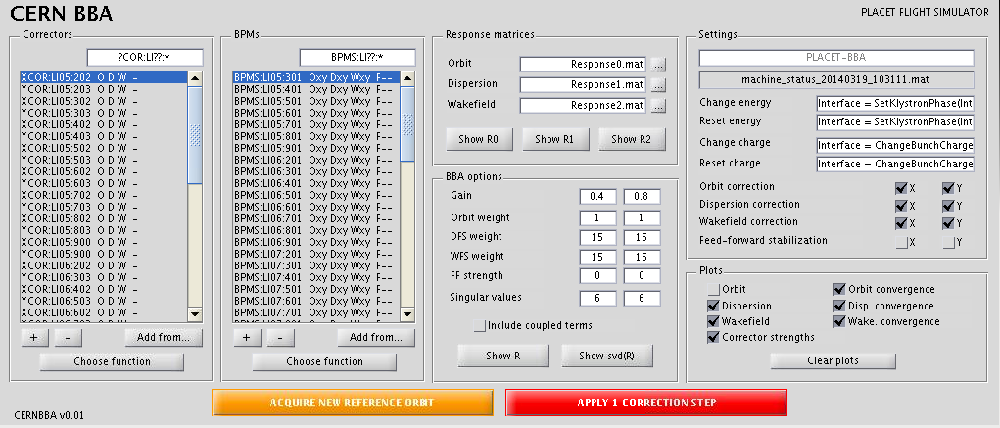 CERN BBA
PLACET FLIGHT SIMULATOR
Correctors
?COR:LI??:*
XCOR:LI05:202 O D W -
YCOR:LI05:203 O D W -
XCOR:LI05:302 O D W -
YCOR:LI05:303 O D W -
XCOR:LI05:402 O D W -
YCOR:LI05:403 O D W -
XCOR:LI05:502 O D W -
YCOR:LI05:503 O D W -
XCOR:LI05:602 O D W -
YCOR:LI05:603 O D W -
XCOR:LI05:702 O D W -
YCOR:LI05:703 O D W -
XCOR:LI05:802 O D W -
YCOR:LI05:803 O D W -
XCOR:LI05:900 O D W -
YCOR:LI05:900 O D W -
XCOR:LI06:202 O D W -
YCOR:LI06:303 O D W -
XCOR:LI06:402 O D W -
YCOR:LI06:503 O D W -
XCOR:LI06:602 O D W -
+ - Add from...
Choose function
BPMs
BPMS:LI??:*
BPMS:LI05:301 Oxy Dxy Wxy F--
BPMS:LI05:401 Oxy Dxy Wxy F--
BPMS:LI05:501 Oxy Dxy Wxy F--
BPMS:LI05:601 Oxy Dxy Wxy F--
BPMS:LI05:701 Oxy Dxy Wxy F--
BPMS:LI05:801 Oxy Dxy Wxy F--
BPMS:LI05:901 Oxy Dxy Wxy F--
BPMS:LI06:201 Oxy Dxy Wxy F--
BPMS:LI06:301 Oxy Dxy Wxy F--
BPMS:LI06:401 Oxy Dxy Wxy F--
BPMS:LI06:501 Oxy Dxy Wxy F--
BPMS:LI06:601 Oxy Dxy Wxy F--
BPMS:LI06:701 Oxy Dxy Wxy F--
BPMS:LI06:801 Oxy Dxy Wxy F--
BPMS:LI06:901 Oxy Dxy Wxy F--
BPMS:LI07:201 Oxy Dxy Wxy F--
BPMS:LI07:301 Oxy Dxy Wxy F--
BPMS:LI07:401 Oxy Dxy Wxy F--
BPMS:LI07:501 Oxy Dxy Wxy F--
BPMS:LI07:601 Oxy Dxy Wxy F--
BPMS:LI07:701 Oxy Dxy Wxy F--
+ - Add from...
Choose function
Response matrices
Orbit Response0.mat ...
Dispersion Response1.mat ...
Wakefield Response2.mat ...
Show R0 Show R1 Show R2
BBA options
Gain 0.4 0.8
Orbit weight 1 1
DFS weight 15 15
WFS weight 15 15
FF strength 0 0
Singular values 6 6
Include coupled terms
Show R Show svd(R)
Settings
PLACET-BBA
machine_status_20140319_103111.mat
Change energy Interface = SetKlystronPhase(Int
Reset energy Interface = SetKlystronPhase(Int
Change charge Interface = ChangeBunchCharge
Reset charge Interface = ChangeBunchCharge
Orbit correction X Y
Dispersion correction X Y
Wakefield correction X Y
Feed-forward stabilization X Y
Plots
Orbit Orbit convergence
Dispersion Disp. convergence
Wakefield Wake. convergence
Corrector strengths
Clear plots
ACQUIRE NEW REFERENCE ORBIT
APPLY 1 CORRECTION STEP
CERNBBA v0.01